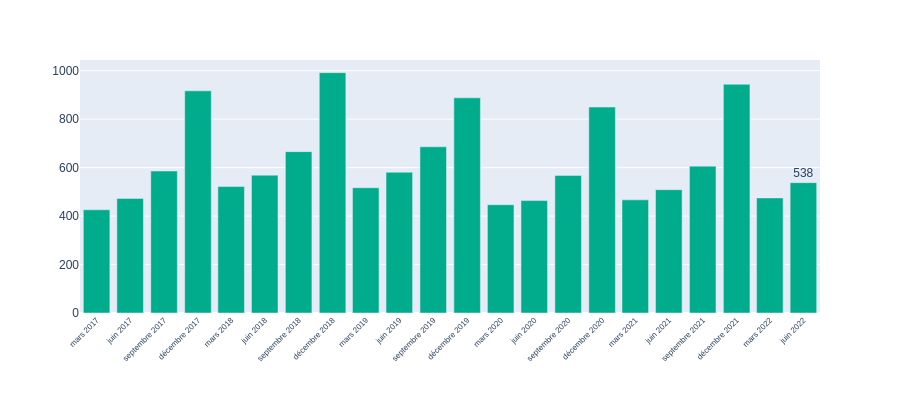 1000
800
600
400
200
0
538
mars 2017
juin 2017
septembre 2017
décembre 2017
mars 2018
juin 2018
septembre 2018
décembre 2018
mars 2019
juin 2019
septembre 2019
décembre 2019
mars 2020
juin 2020
septembre 2020
décembre 2020
mars 2021
juin 2021
septembre 2021
décembre 2021
mars 2022
juin 2022